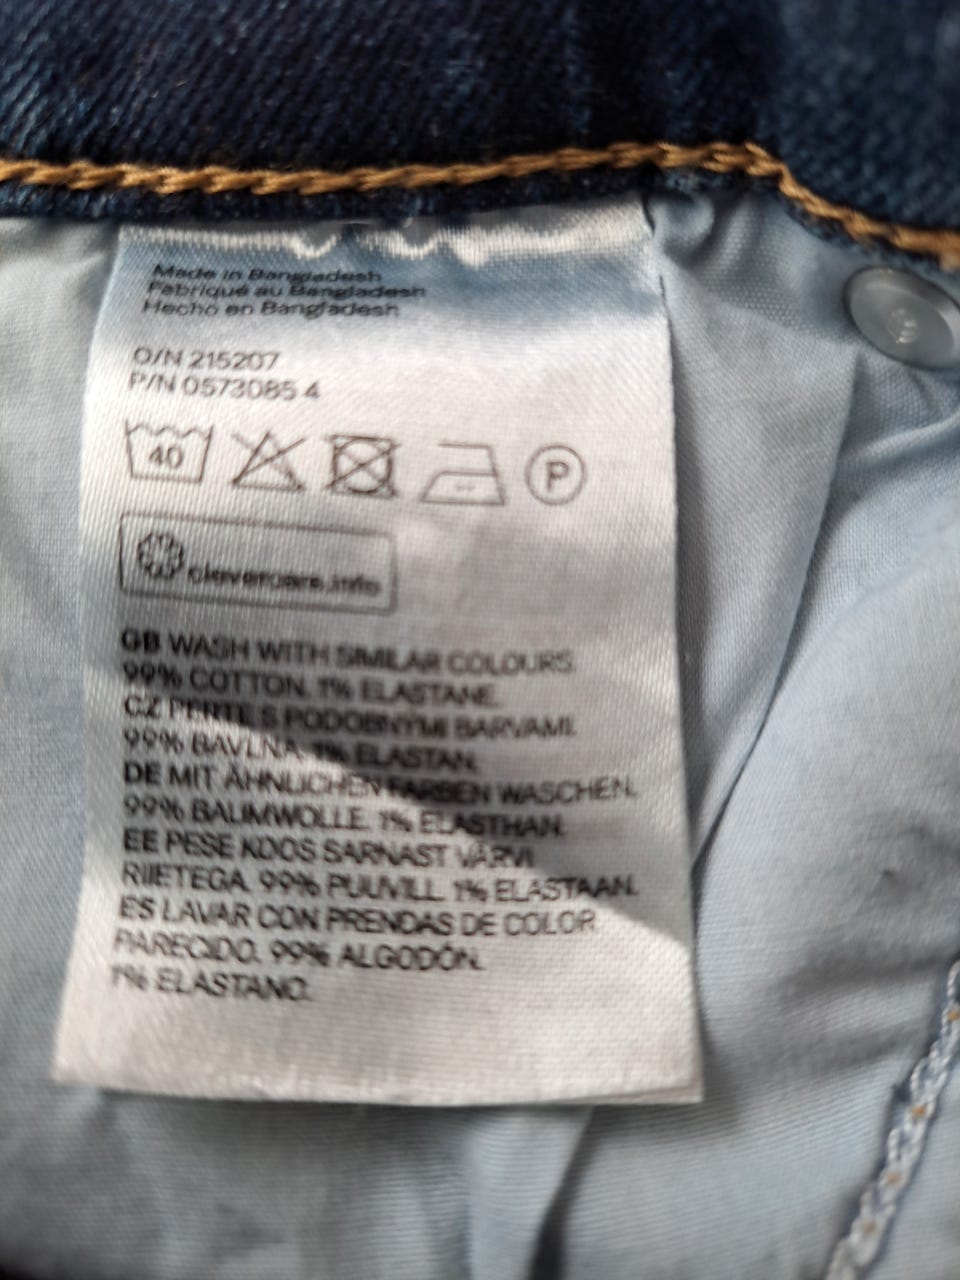 Made in Bangladesh
Fabriqué au Bangladesh
Hecho en Bangladesh
O/N 215207
P/N 0573085 4
40
P
clevercare.info
GB WASH WITH SIMILAR COLOURS.
99% COTTON. 1% ELASTANE.
CZ PERTE S PODOBNÝMI BARVAMI.
99% BAVLNA. 1% ELASTAN.
DE MIT ÄHNLICHEN FARBEN WASCHEN.
99% BAUMWOLLE. 1% ELASTHAN.
EE PESE KOOS SARNAST VÄRVI
RIIETEGA. 99% PUUVILL. 1% ELASTAAN.
ES LAVAR CON PRENDAS DE COLOR
PARECIDO. 99% ALGODÓN.
1% ELASTANO.